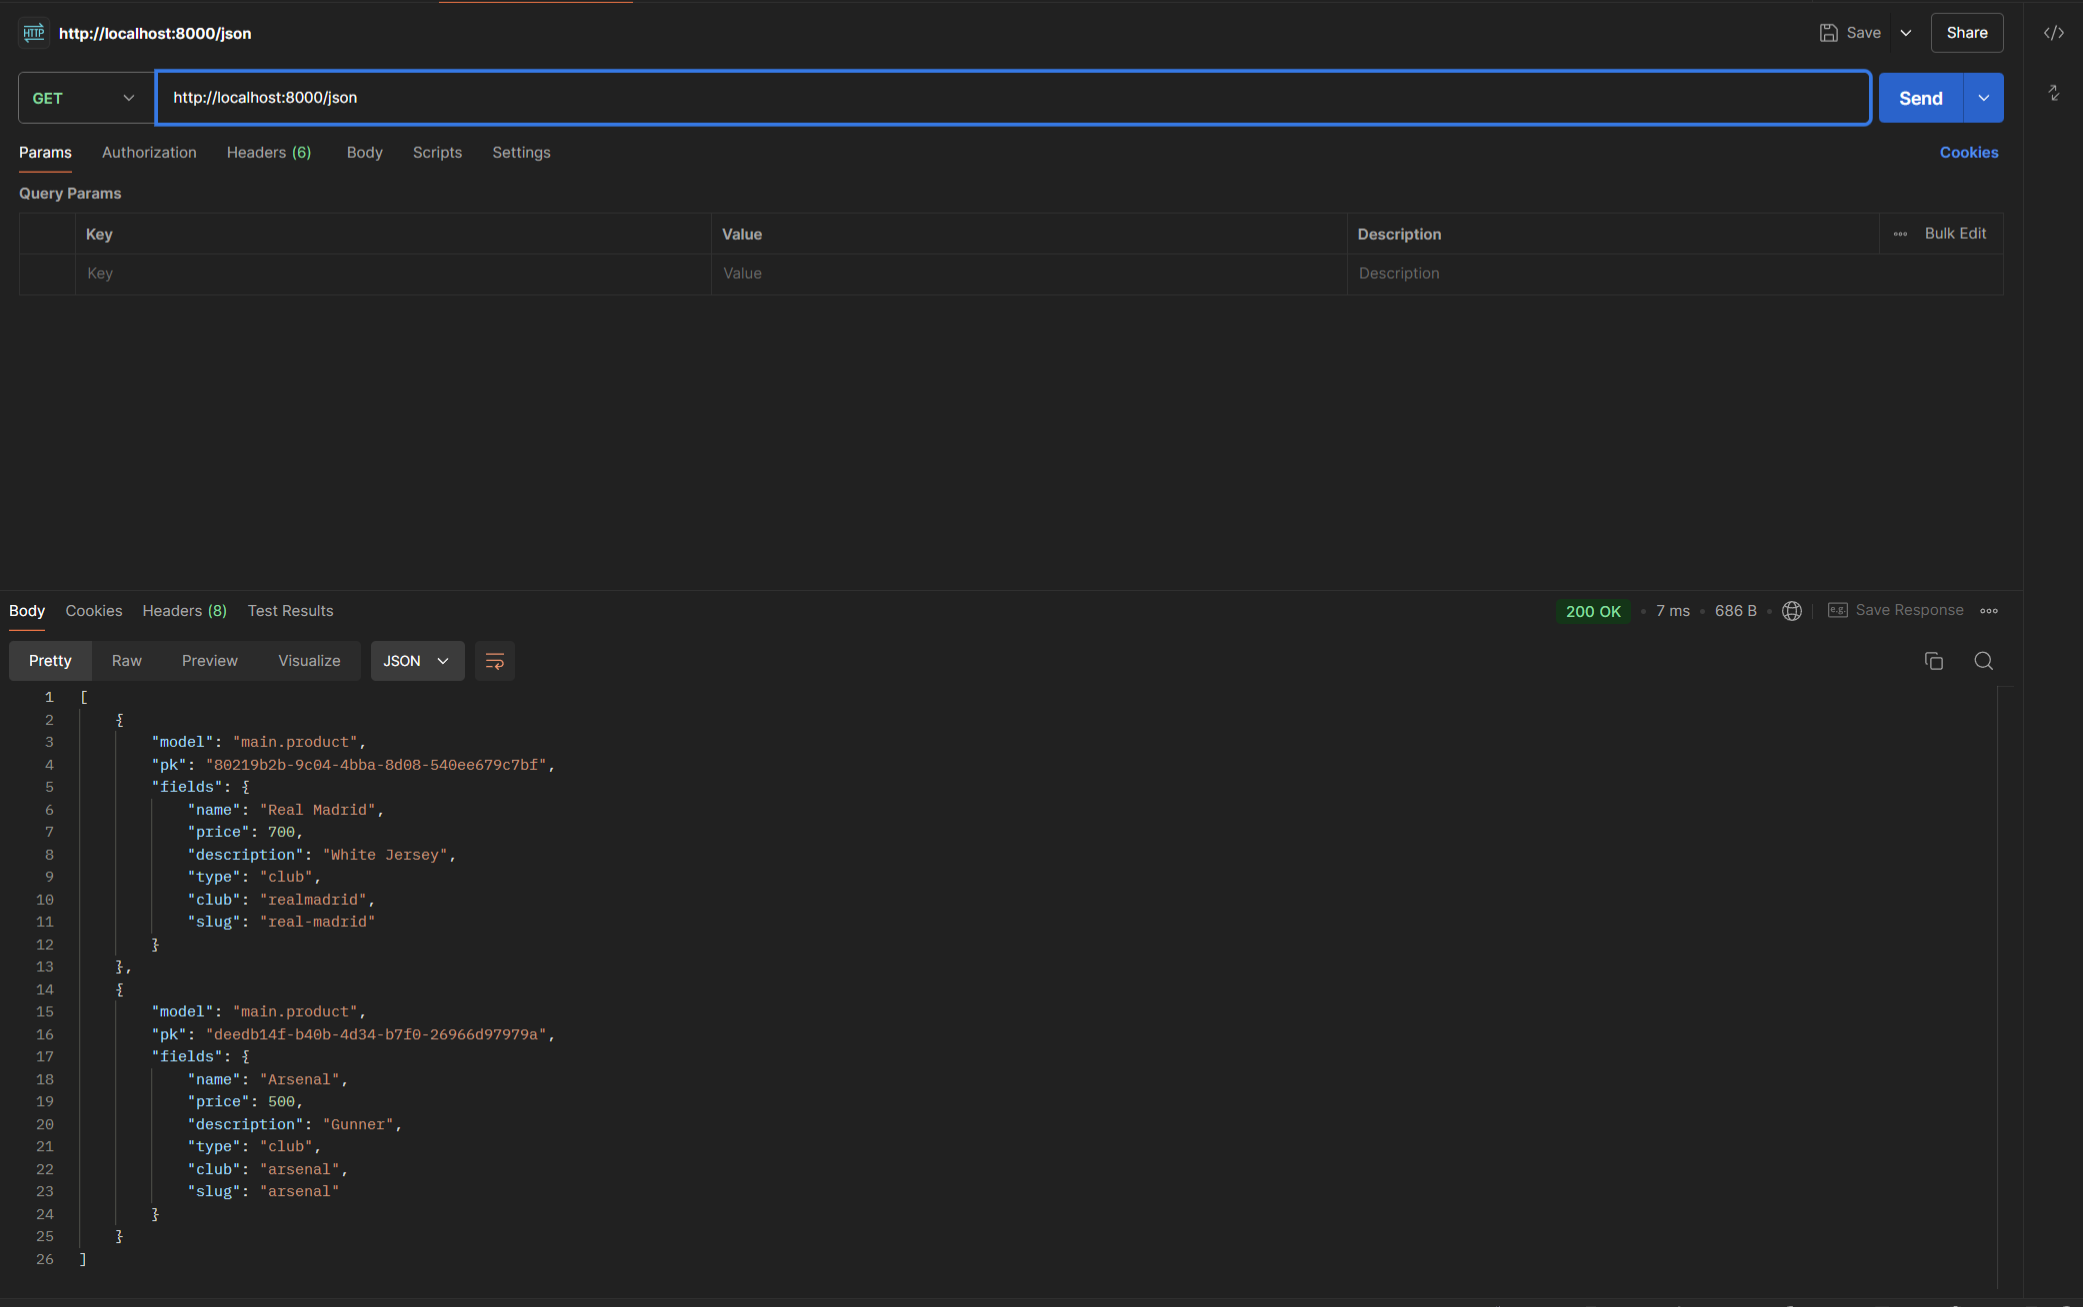 HTTP http://localhost:8000/json Save Share
GET http://localhost:8000/json Send
Params Authorization Headers (6) Body Scripts Settings Cookies
Query Params
Key Value Description Bulk Edit
Key Value Description
Body Cookies Headers (8) Test Results 200 OK • 7 ms • 686 B • e.g. Save Response
Pretty Raw Preview Visualize JSON
1 [
2 {
3 "model": "main.product",
4 "pk": "80219b2b-9c04-4bba-8d08-540ee679c7bf",
5 "fields": {
6 "name": "Real Madrid",
7 "price": 700,
8 "description": "White Jersey",
9 "type": "club",
10 "club": "realmadrid",
11 "slug": "real-madrid"
12 }
13 },
14 {
15 "model": "main.product",
16 "pk": "deedb14f-b40b-4d34-b7f0-26966d97979a",
17 "fields": {
18 "name": "Arsenal",
19 "price": 500,
20 "description": "Gunner",
21 "type": "club",
22 "club": "arsenal",
23 "slug": "arsenal"
24 }
25 }
26 ]